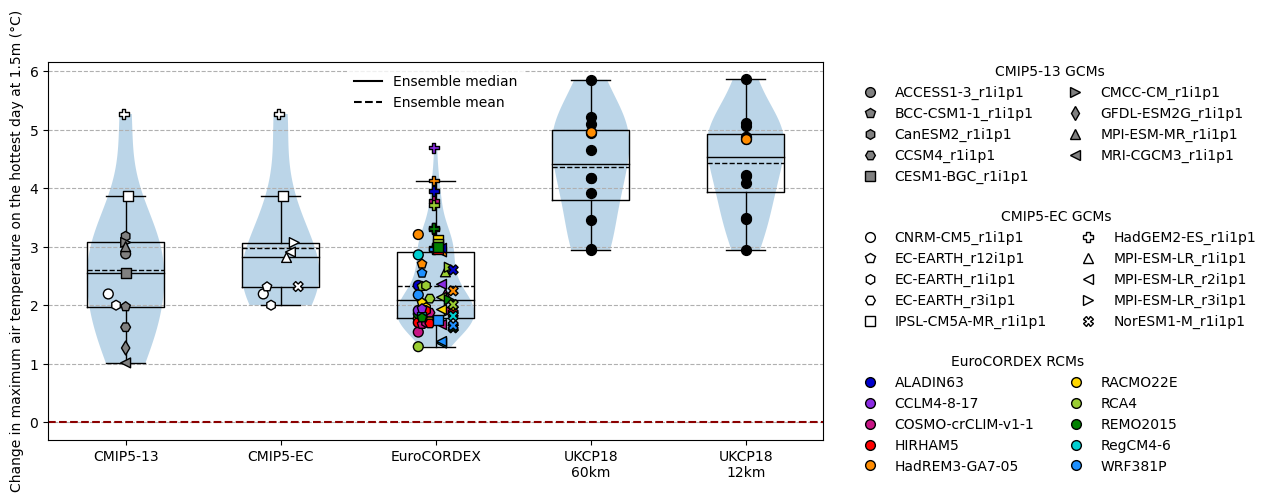 Change in maximum air temperature on the hottest day at 1.5m (°C)
6
5
4
3
2
1
0
Ensemble median
Ensemble mean
CMIP5-13
CMIP5-EC
EuroCORDEX
UKCP18
60km
UKCP18
12km
CMIP5-13 GCMs
ACCESS1-3_r1i1p1
BCC-CSM1-1_r1i1p1
CanESM2_r1i1p1
CCSM4_r1i1p1
CESM1-BGC_r1i1p1
CMCC-CM_r1i1p1
GFDL-ESM2G_r1i1p1
MPI-ESM-MR_r1i1p1
MRI-CGCM3_r1i1p1
CMIP5-EC GCMs
CNRM-CM5_r1i1p1
EC-EARTH_r12i1p1
EC-EARTH_r1i1p1
EC-EARTH_r3i1p1
IPSL-CM5A-MR_r1i1p1
HadGEM2-ES_r1i1p1
MPI-ESM-LR_r1i1p1
MPI-ESM-LR_r2i1p1
MPI-ESM-LR_r3i1p1
NorESM1-M_r1i1p1
EuroCORDEX RCMs
ALADIN63
CCLM4-8-17
COSMO-crCLIM-v1-1
HIRHAM5
HadREM3-GA7-05
RACMO22E
RCA4
REMO2015
RegCM4-6
WRF381P